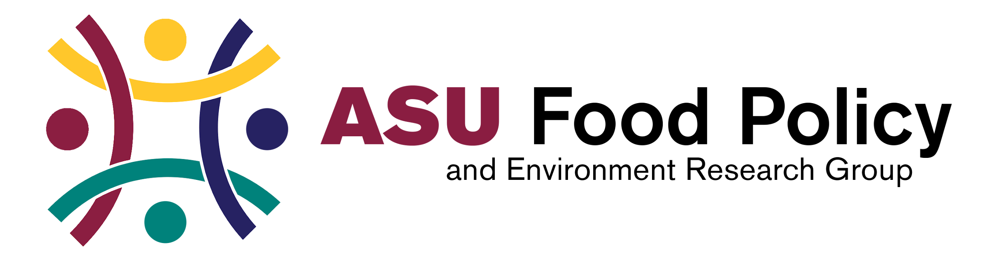 ASU Food Policy
and Environment Research Group